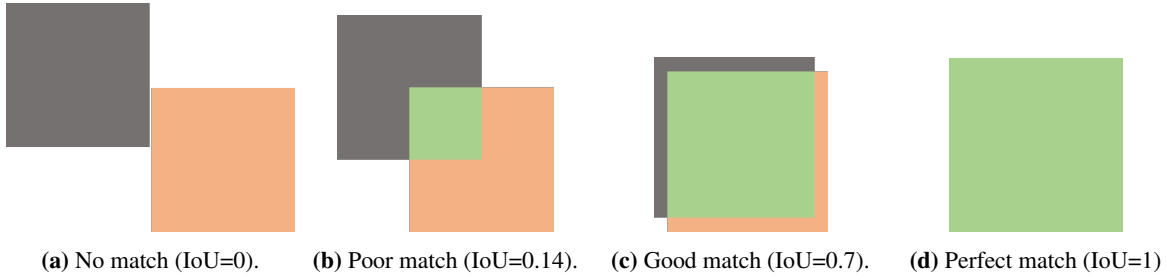 (a) No match (IoU=0). (b) Poor match (IoU=0.14). (c) Good match (IoU=0.7). (d) Perfect match (IoU=1)